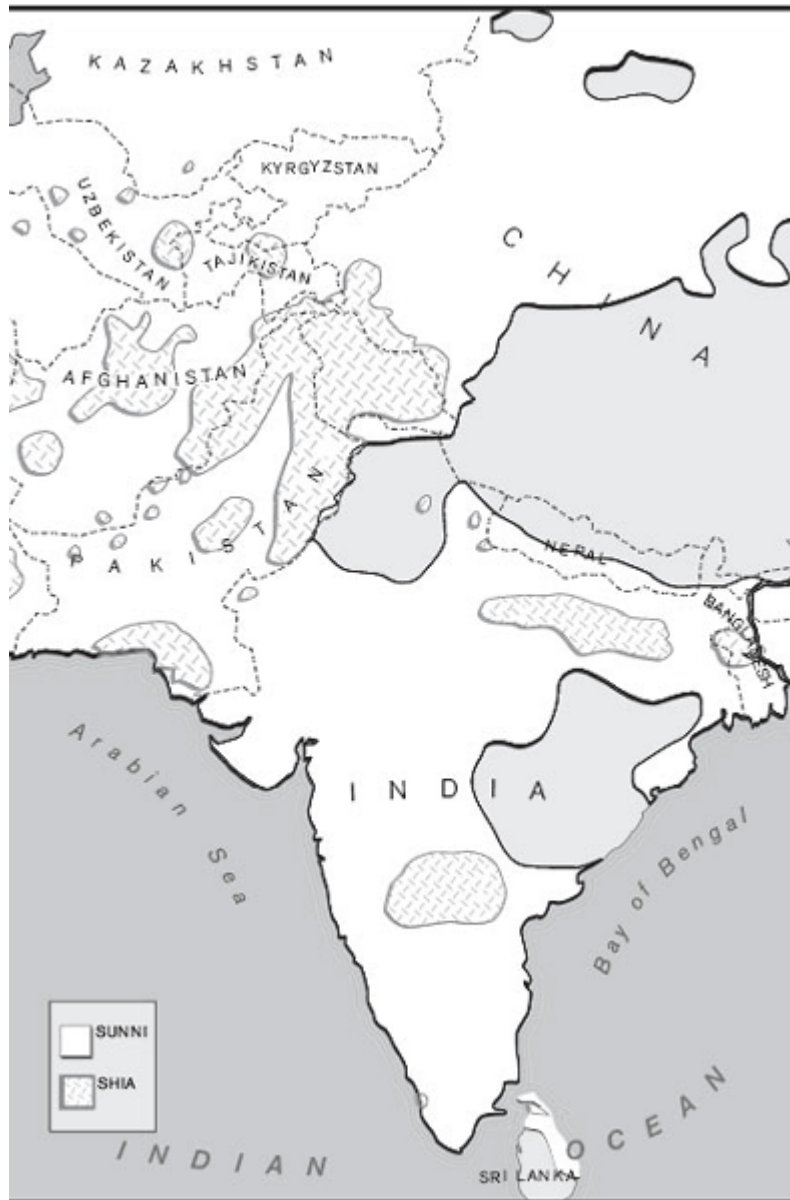 KAZAKHSTAN
KYRGYZSTAN
UZBEKISTAN
TAJIKISTAN
CHINA
AFGHANISTAN
PAKISTAN
NEPAL
BANGLADESH
INDIA
Arabian Sea
Bay of Bengal
SUNNI
SHIA
INDIAN OCEAN
SRI LANKA